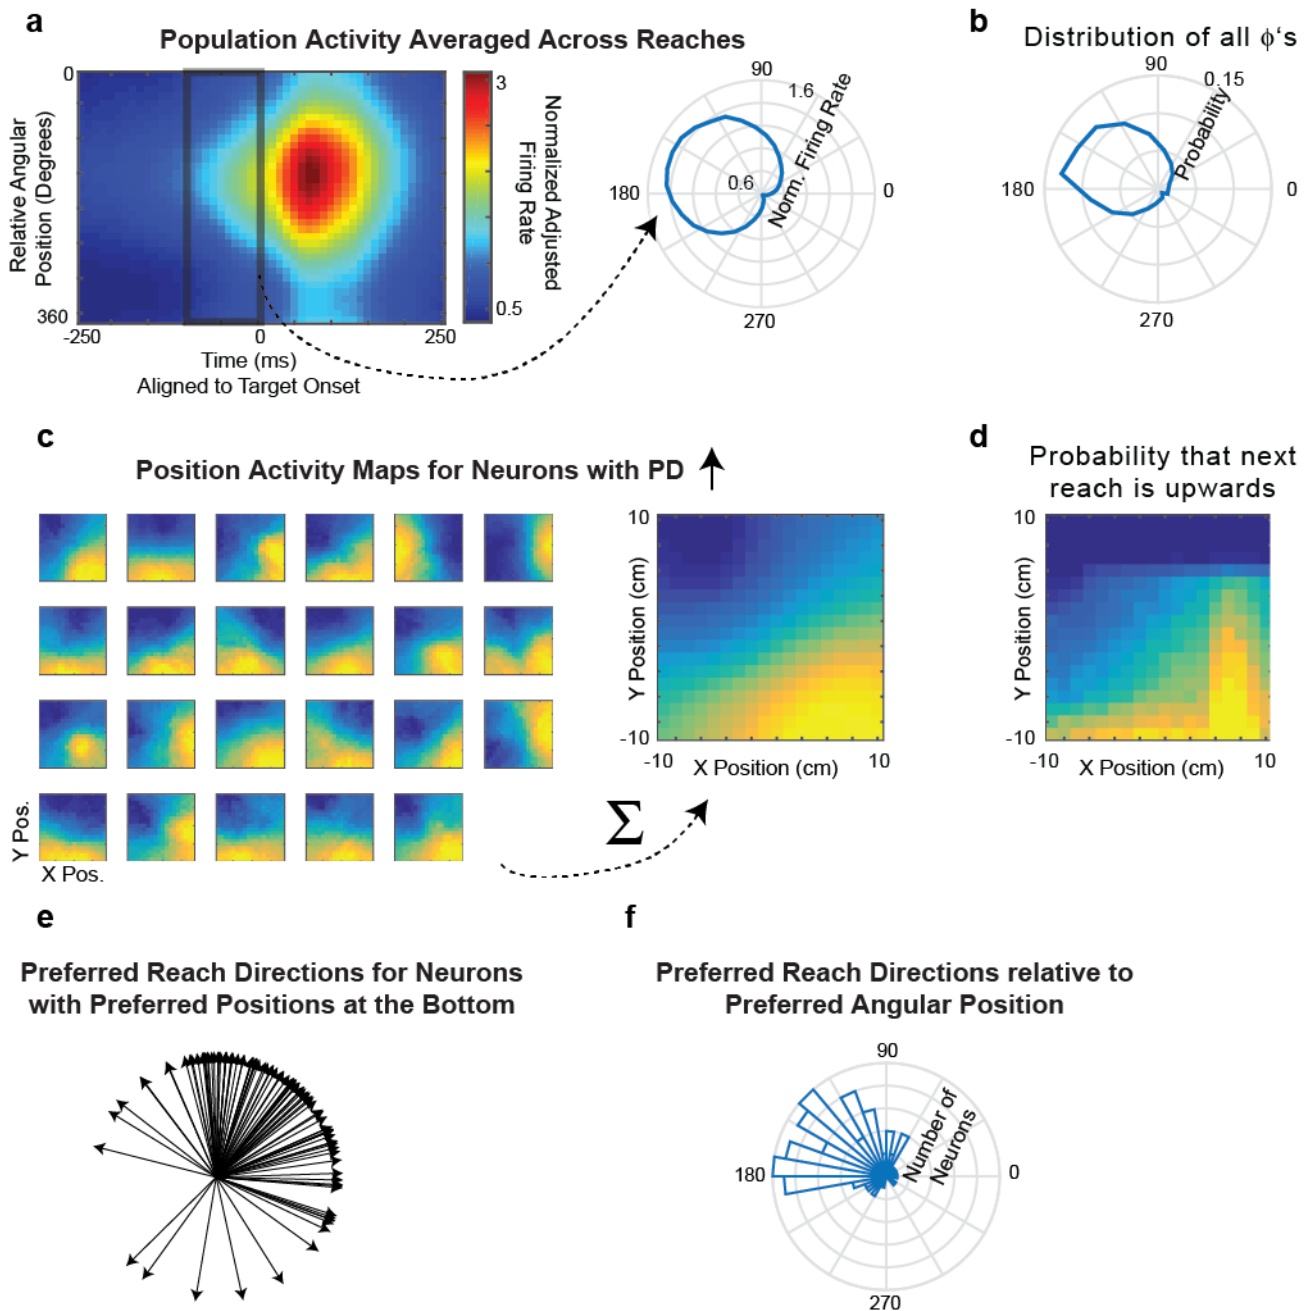 a
Population Activity Averaged Across Reaches
0
360
Relative Angular
Position (Degrees)
-250
0
250
Time (ms)
Aligned to Target Onset
3
0.5
Normalized Adjusted
Firing Rate
90
1.6
Norm. Firing Rate
0.6
180
0
270
b
Distribution of all ϕ's
90
0.15
Probability
180
0
270
c
Position Activity Maps for Neurons with PD
Y Pos.
X Pos.
Σ
10
Y Position (cm)
-10
-10
X Position (cm)
10
d
Probability that next
reach is upwards
10
Y Position (cm)
-10
-10
X Position (cm)
10
e
Preferred Reach Directions for Neurons
with Preferred Positions at the Bottom
f
Preferred Reach Directions relative to
Preferred Angular Position
90
Number of
Neurons
180
0
270